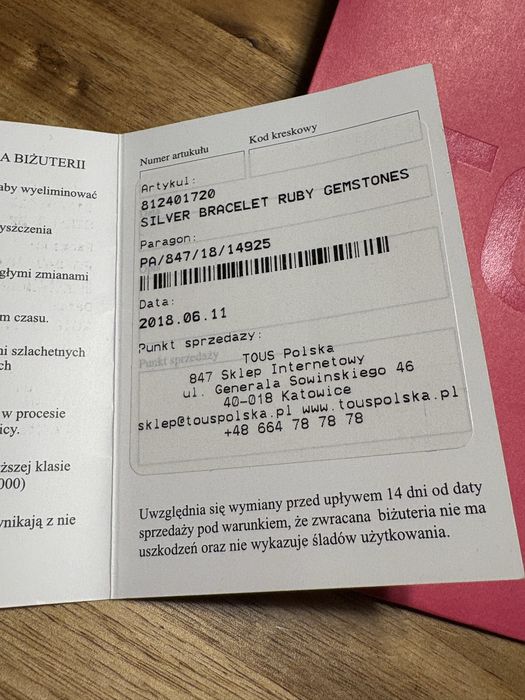 A BIŻUTERII
aby wyeliminować
yszczenia
głymi zmianami
m czasu.
ni szlachetnych
ch
w procesie
icy.
ższej klasie
000)
ynikają z nie
Numer artukułu
Kod kreskowy
Artykul:
812401720
SILVER BRACELET RUBY GEMSTONES
Paragon:
PA/847/18/14925
Data:
2018.06.11
Punkt sprzedazy:
Punkt sprzedaży
TOUS Polska
847 Sklep Internetowy
ul. Generala Sowinskiego 46
40-018 Katowice
sklep@touspolska.pl www.touspolska.pl
+48 664 78 78 78
Uwzględnia się wymiany przed upływem 14 dni od daty
sprzedaży pod warunkiem, że zwracana biżuteria nie ma
uszkodzeń oraz nie wykazuje śladów użytkowania.